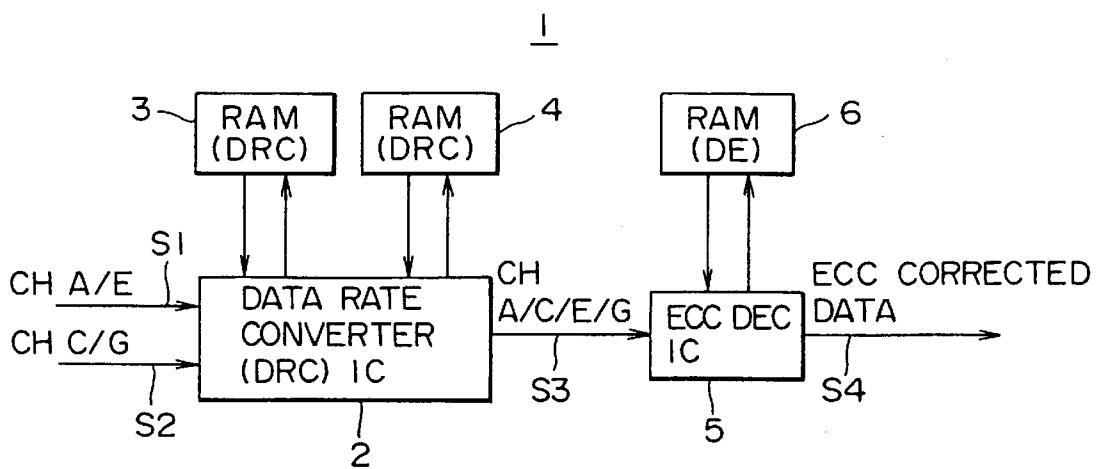 1
3
RAM
(DRC)
RAM
(DRC)
4
RAM
(DE)
6
S1
CH A/E
CH C/G
S2
DATA RATE
CONVERTER
(DRC) IC
2
CH
A/C/E/G
S3
ECC DEC
IC
5
ECC CORRECTED
DATA
S4